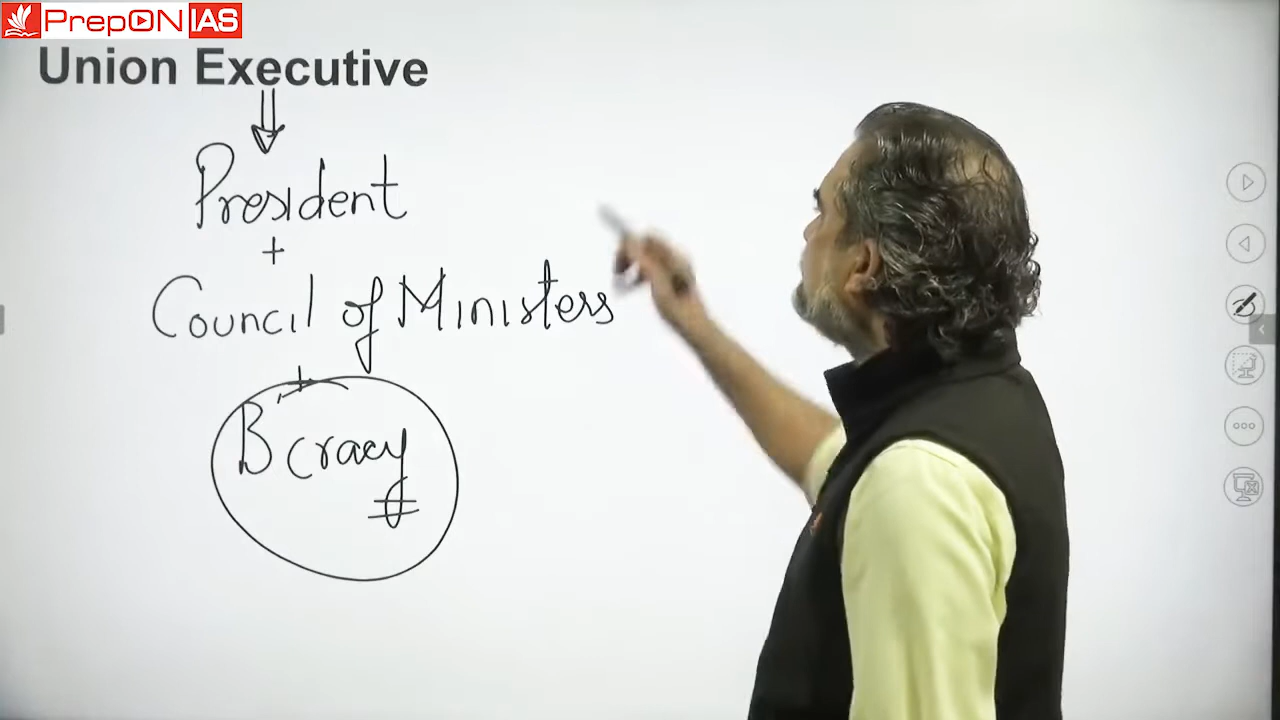 PrepON IAS
Union Executive
President
+
Council of Ministers
+
B cracy